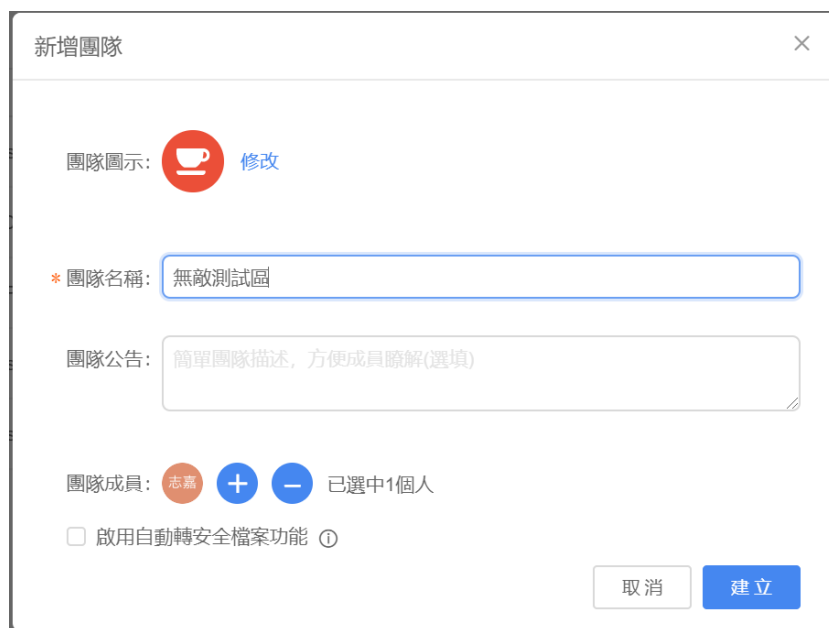 新增團隊
團隊圖示: 修改
* 團隊名稱: 無敵測試區
團隊公告: 簡單團隊描述，方便成員瞭解(選填)
團隊成員: 志嘉 已選中1個人
啟用自動轉安全檔案功能
取消 建立